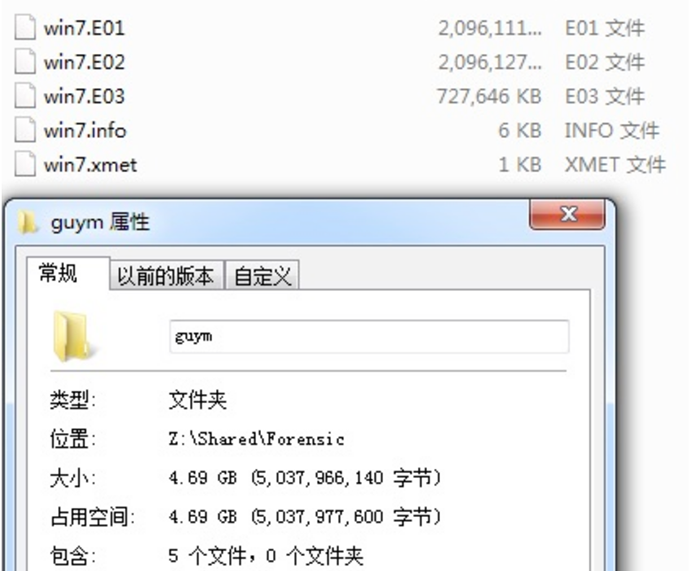 win7.E01 2,096,111... E01 文件
win7.E02 2,096,127... E02 文件
win7.E03 727,646 KB E03 文件
win7.info 6 KB INFO 文件
win7.xmet 1 KB XMET 文件
guym 属性
常规 以前的版本 自定义
guym
类型: 文件夹
位置: Z:\Shared\Forensic
大小: 4.69 GB (5,037,966,140 字节)
占用空间: 4.69 GB (5,037,977,600 字节)
包含: 5 个文件，0 个文件夹